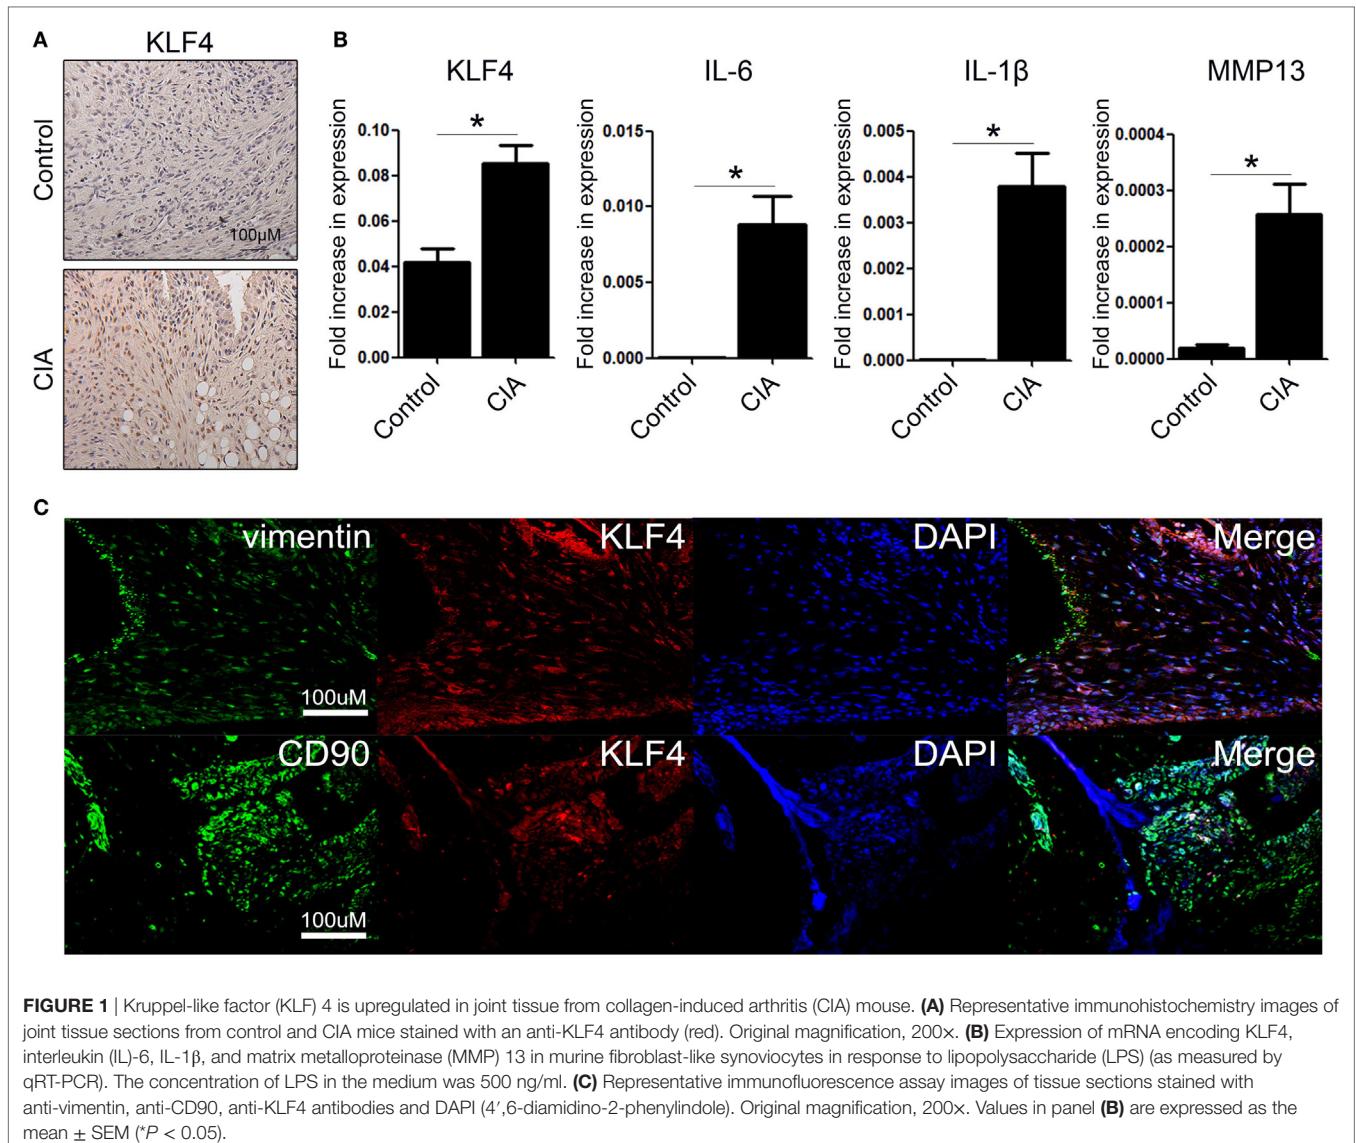 A
KLF4
Control
100µM
CIA
B
KLF4
Fold increase in expression
0.10
0.08
0.06
0.04
0.02
0.00
*
Control
CIA
IL-6
Fold increase in expression
0.015
0.010
0.005
0.000
*
Control
CIA
IL-1β
Fold increase in expression
0.005
0.004
0.003
0.002
0.001
0.000
*
Control
CIA
MMP13
Fold increase in expression
0.0004
0.0003
0.0002
0.0001
0.0000
*
Control
CIA
C
vimentin
KLF4
DAPI
Merge
100uM
CD90
KLF4
DAPI
Merge
100uM
FIGURE 1 | Kruppel-like factor (KLF) 4 is upregulated in joint tissue from collagen-induced arthritis (CIA) mouse. (A) Representative immunohistochemistry images of
joint tissue sections from control and CIA mice stained with an anti-KLF4 antibody (red). Original magnification, 200×. (B) Expression of mRNA encoding KLF4,
interleukin (IL)-6, IL-1β, and matrix metalloproteinase (MMP) 13 in murine fibroblast-like synoviocytes in response to lipopolysaccharide (LPS) (as measured by
qRT-PCR). The concentration of LPS in the medium was 500 ng/ml. (C) Representative immunofluorescence assay images of tissue sections stained with
anti-vimentin, anti-CD90, anti-KLF4 antibodies and DAPI (4′,6-diamidino-2-phenylindole). Original magnification, 200×. Values in panel (B) are expressed as the
mean ± SEM (*P < 0.05).